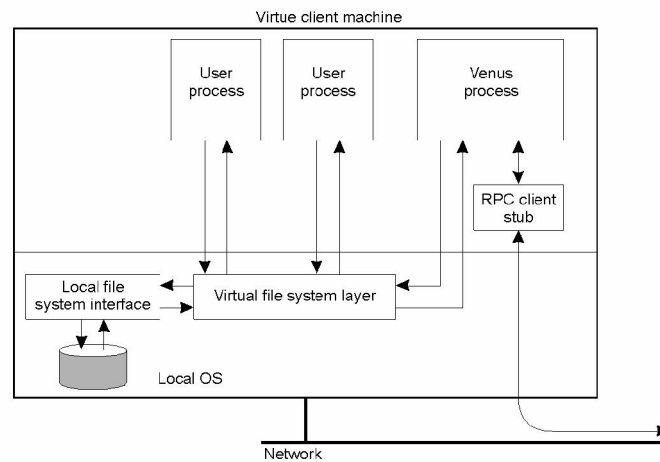 Virtue client machine
User
process
User
process
Venus
process
RPC client
stub
Local file
system interface
Virtual file system layer
Local OS
Network